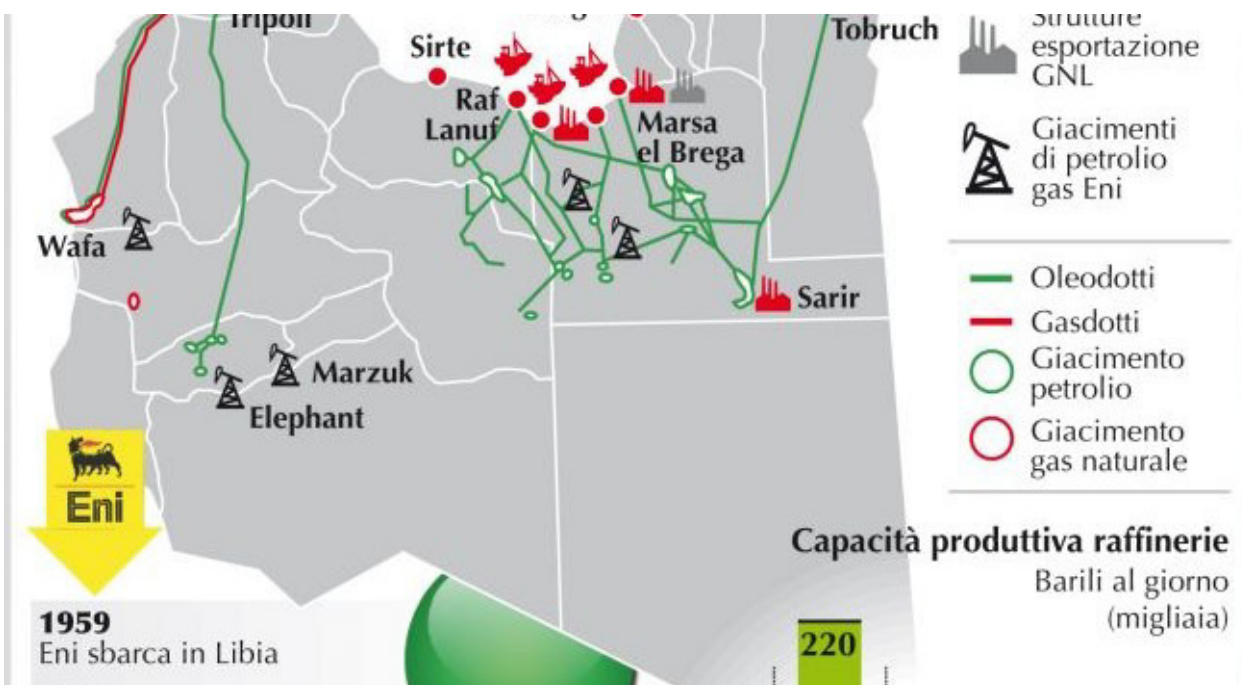 Tripoli
Tobruch
Sirte
Raf
Lanuf
Marsa
el Brega
Wafa
Sarir
Marzuk
Elephant
Strutture
esportazione
GNL
Giacimenti
di petrolio
gas Eni
Oleodotti
Gasdotti
Giacimento
petrolio
Giacimento
gas naturale
Eni
1959
Eni sbarca in Libia
Capacità produttiva raffinerie
Barili al giorno
(migliaia)
220